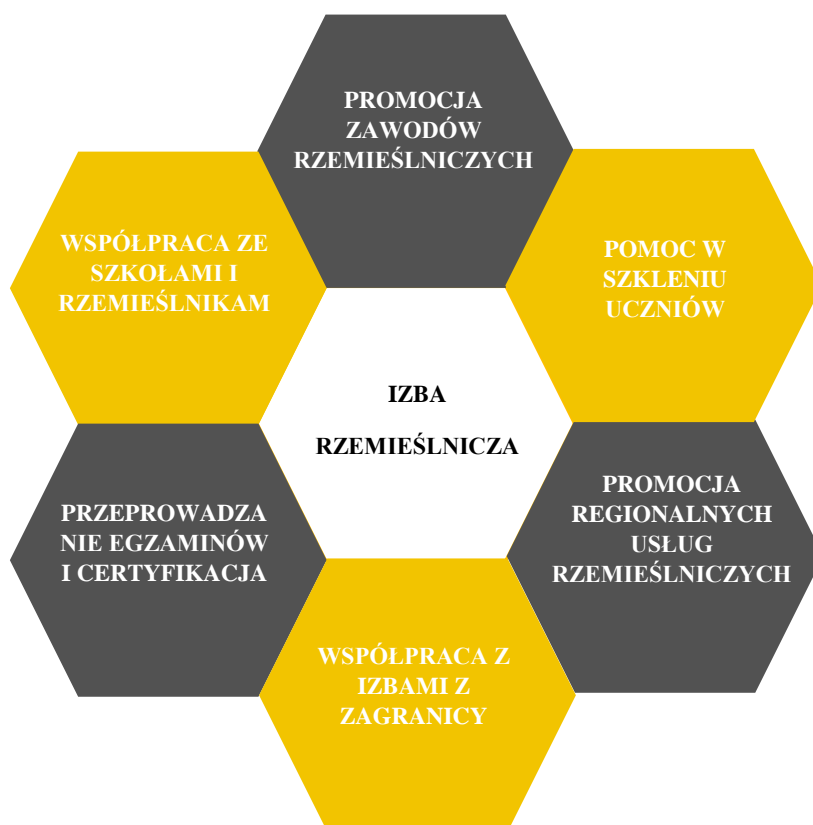 PROMOCJA
ZAWODÓW
RZEMIEŚLNICZYCH
WSPÓŁPRACA ZE
SZKOŁAMI I
RZEMIEŚLNIKAM
POMOC W
SZKLENIU
UCZNIÓW
IZBA
RZEMIEŚLNICZA
PRZEPROWADZA
NIE EGZAMINÓW
I CERTYFIKACJA
PROMOCJA
REGIONALNYCH
USŁUG
RZEMIEŚLNICZYCH
WSPÓŁPRACA Z
IZBAMI Z
ZAGRANICY